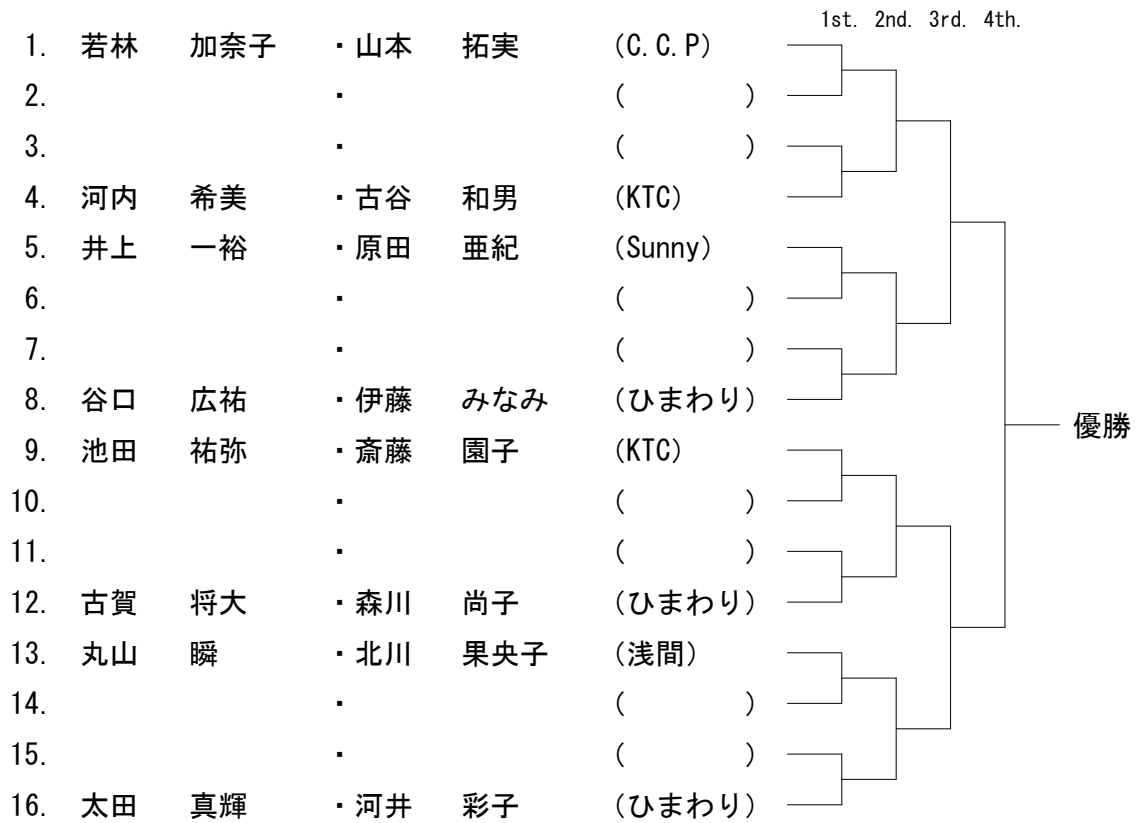 1st. 2nd. 3rd. 4th.
1. 若林 加奈子 ・山本 拓実 (C.C.P)
2. ・ ( )
3. ・ ( )
4. 河内 希美 ・古谷 和男 (KTC)
5. 井上 一裕 ・原田 亜紀 (Sunny)
6. ・ ( )
7. ・ ( )
8. 谷口 広祐 ・伊藤 みなみ (ひまわり)
優勝
9. 池田 祐弥 ・斎藤 園子 (KTC)
10. ・ ( )
11. ・ ( )
12. 古賀 将大 ・森川 尚子 (ひまわり)
13. 丸山 瞬 ・北川 果央子 (浅間)
14. ・ ( )
15. ・ ( )
16. 太田 真輝 ・河井 彩子 (ひまわり)